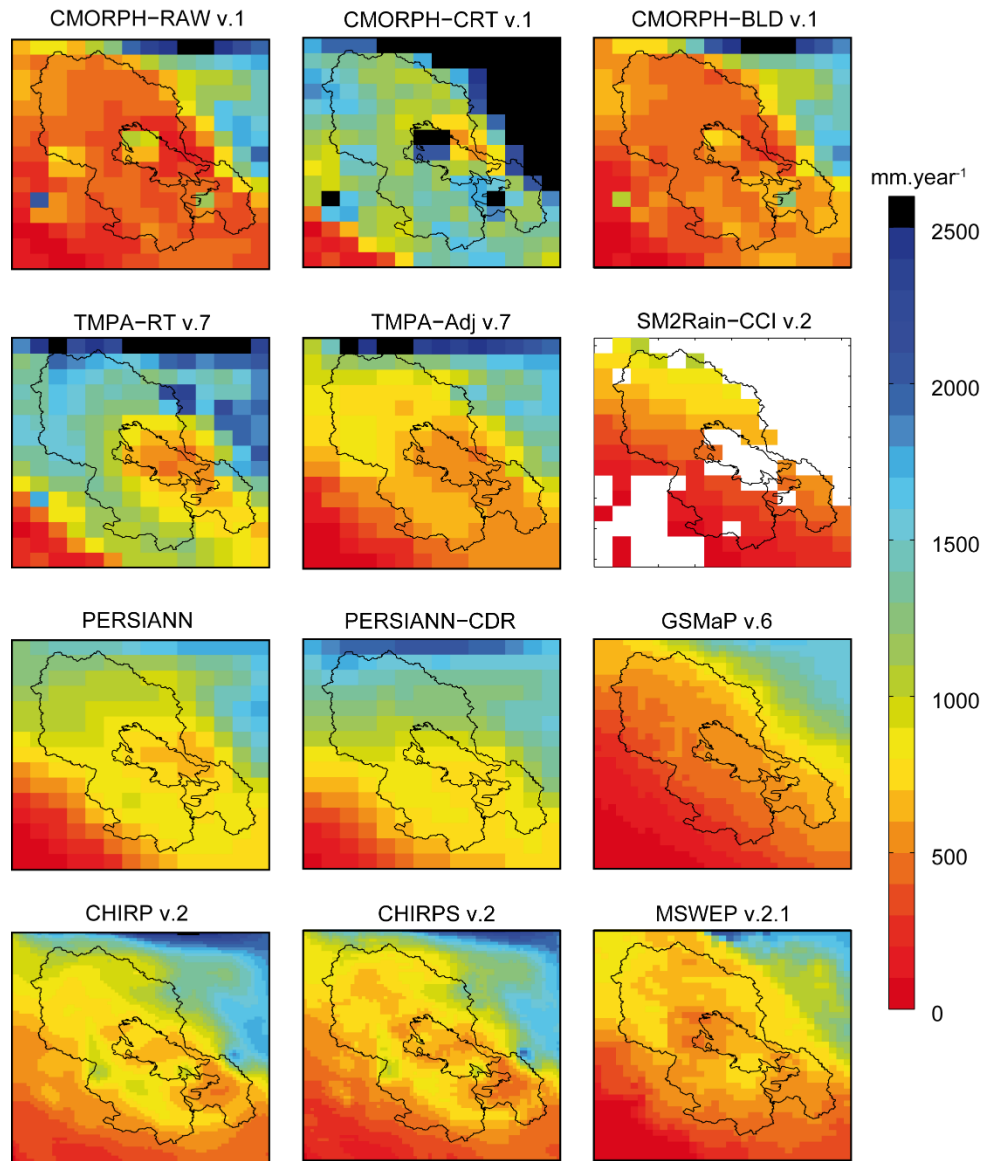 CMORPH−RAW v.1
CMORPH−CRT v.1
CMORPH−BLD v.1
mm.year⁻¹
TMPA−RT v.7
TMPA−Adj v.7
SM2Rain−CCI v.2
PERSIANN
PERSIANN−CDR
GSMaP v.6
CHIRP v.2
CHIRPS v.2
MSWEP v.2.1
2500
2000
1500
1000
500
0